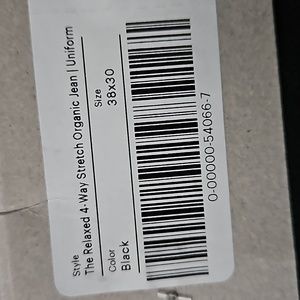 Style
The Relaxed 4-Way Stretch Organic Jean | Uniform
Color
Size
Black
38x30
0-00000-54066-7